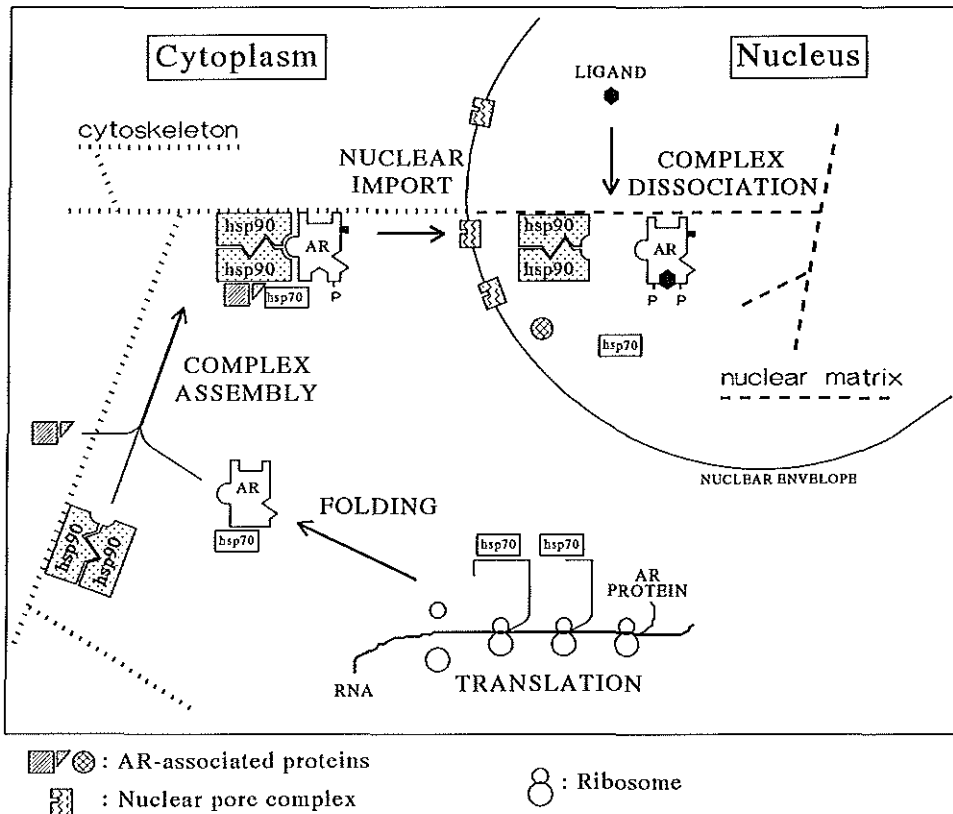 Cytoplasm
Nucleus
LIGAND
cytoskeleton
NUCLEAR
IMPORT
COMPLEX
DISSOCIATION
hsp90
hsp90
AR
hsp70
P
hsp90
hsp90
AR
P P
hsp70
nuclear matrix
NUCLEAR ENVELOPE
COMPLEX
ASSEMBLY
AR
hsp70
hsp90
hsp90
FOLDING
hsp70
hsp70
AR
PROTEIN
RNA
TRANSLATION
: AR-associated proteins
: Nuclear pore complex
: Ribosome